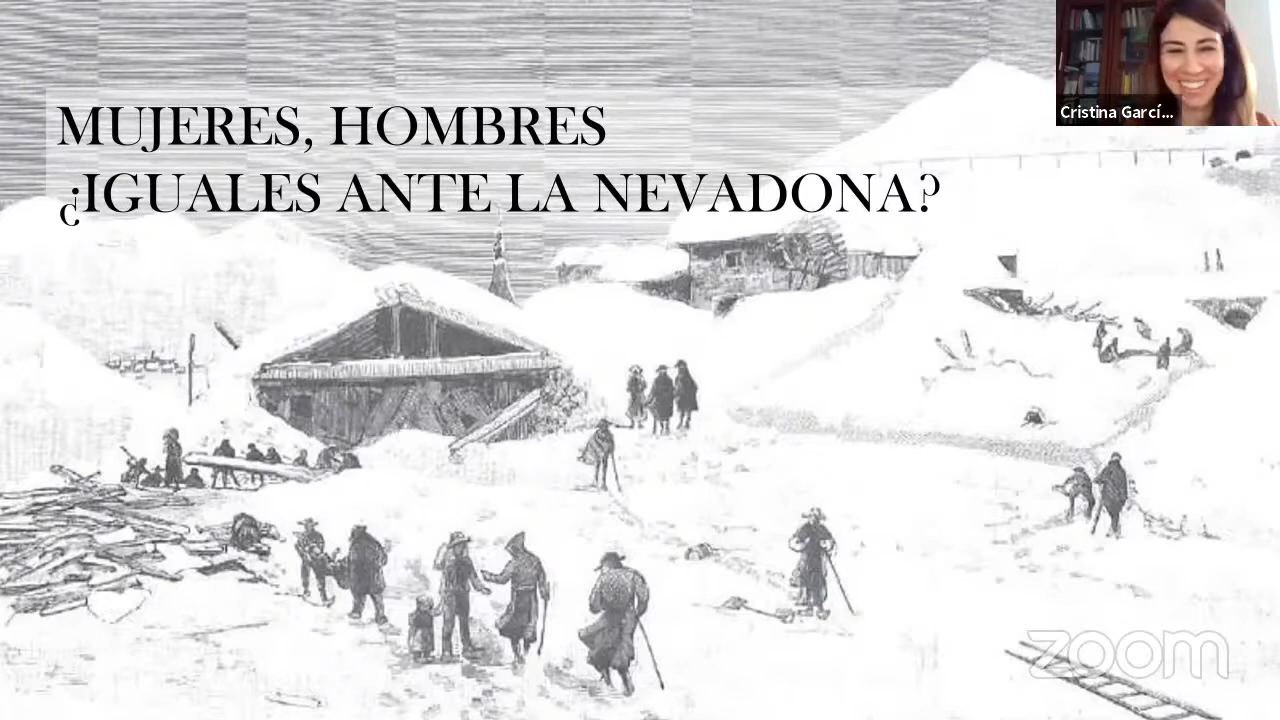 MUJERES, HOMBRES
¿IGUALES ANTE LA NEVADONA?
Cristina Garcí...
zoom